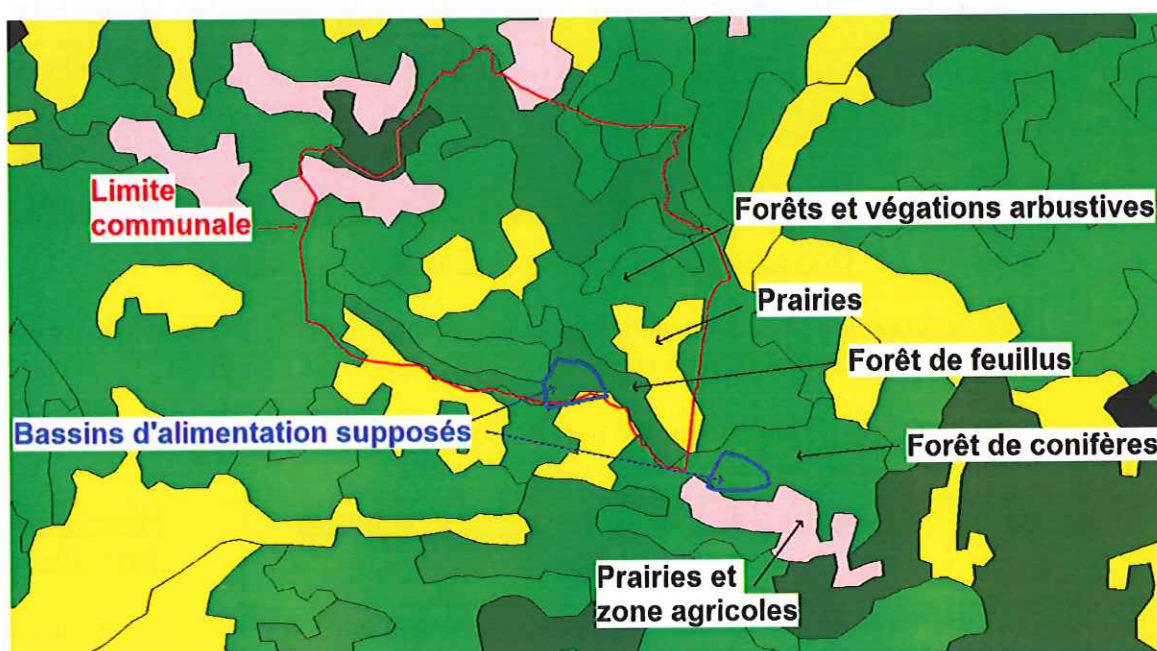 Limite
communale
Forêts et végations arbustives
Prairies
Forêt de feuillus
Bassins d'alimentation supposés
Forêt de conifères
Prairies et
zone agricoles